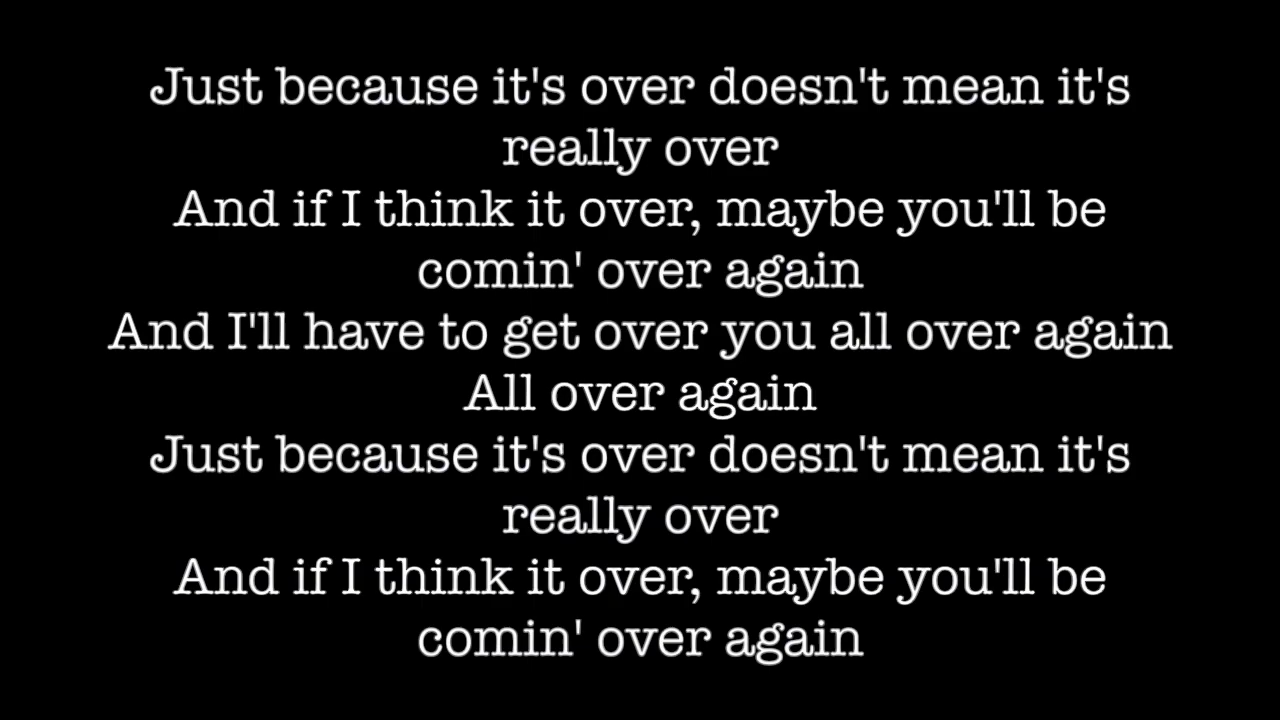 Just because it's over doesn't mean it's
really over
And if I think it over, maybe you'll be
comin' over again
And I'll have to get over you all over again
All over again
Just because it's over doesn't mean it's
really over
And if I think it over, maybe you'll be
comin' over again